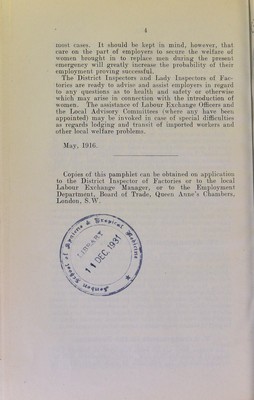 4
most cases. It should be kept in mind, however, that
care on the part of employers to secure the welfare of
women brought in to replace men during the present
emergency will greatly increase the probability of their
employment proving successful.
The District Inspectors and Lady Inspectors of Fac-
tories are ready to advise and assist employers in regard
to any questions as to health and safety or otherwise
which may arise in connection with the introduction of
women. The assistance of Labour Exchange Officers and
the Local Advisory Committees (where any have been
appointed) may be invoked in case of special difficulties
as regards lodging and transit of imported workers and
other local welfare problems.
May, 1916.
Copies of this pamphlet can be obtained on application
to the District Inspector of Factories or to the local
Labour Exchange Manager, or to the Employment
Department, Board of Trade, Queen Anne's Chambers,
London, S.W.
London School of Hygiene & Tropical Medicine
LIBRARY
11 DEC. 1931